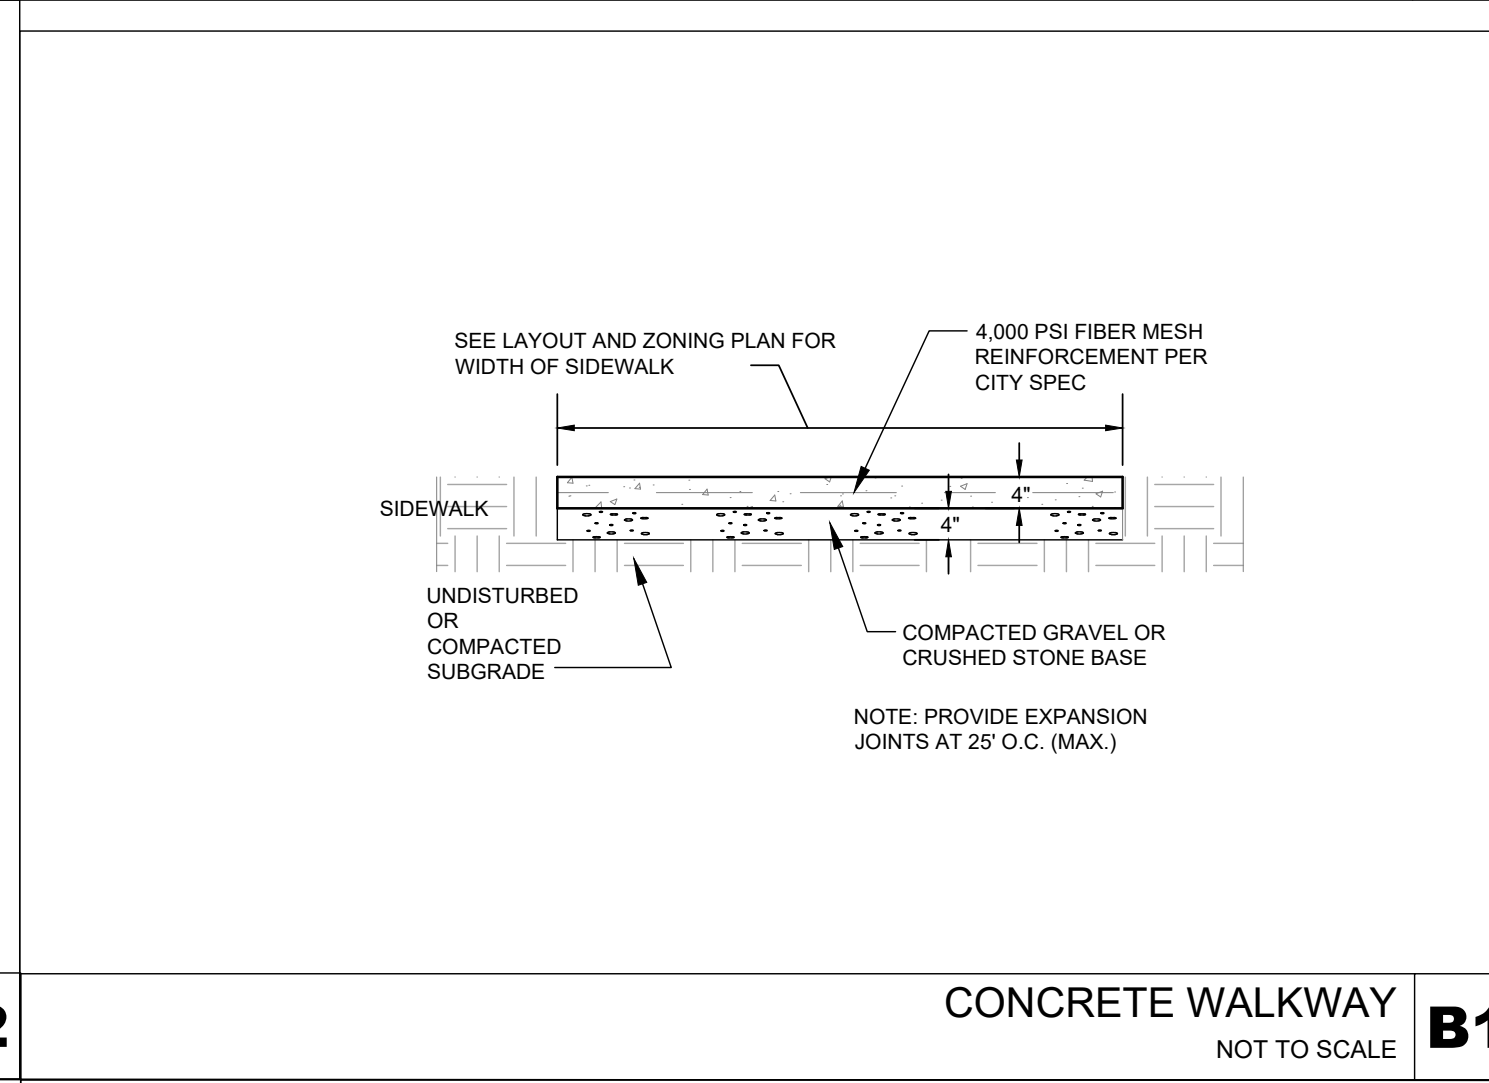 SEE LAYOUT AND ZONING PLAN FOR
WIDTH OF SIDEWALK
4,000 PSI FIBER MESH
REINFORCEMENT PER
CITY SPEC
4"
SIDEWALK
4"
UNDISTURBED
OR
COMPACTED
SUBGRADE
COMPACTED GRAVEL OR
CRUSHED STONE BASE
NOTE: PROVIDE EXPANSION
JOINTS AT 25' O.C. (MAX.)
CONCRETE WALKWAY
NOT TO SCALE
B1